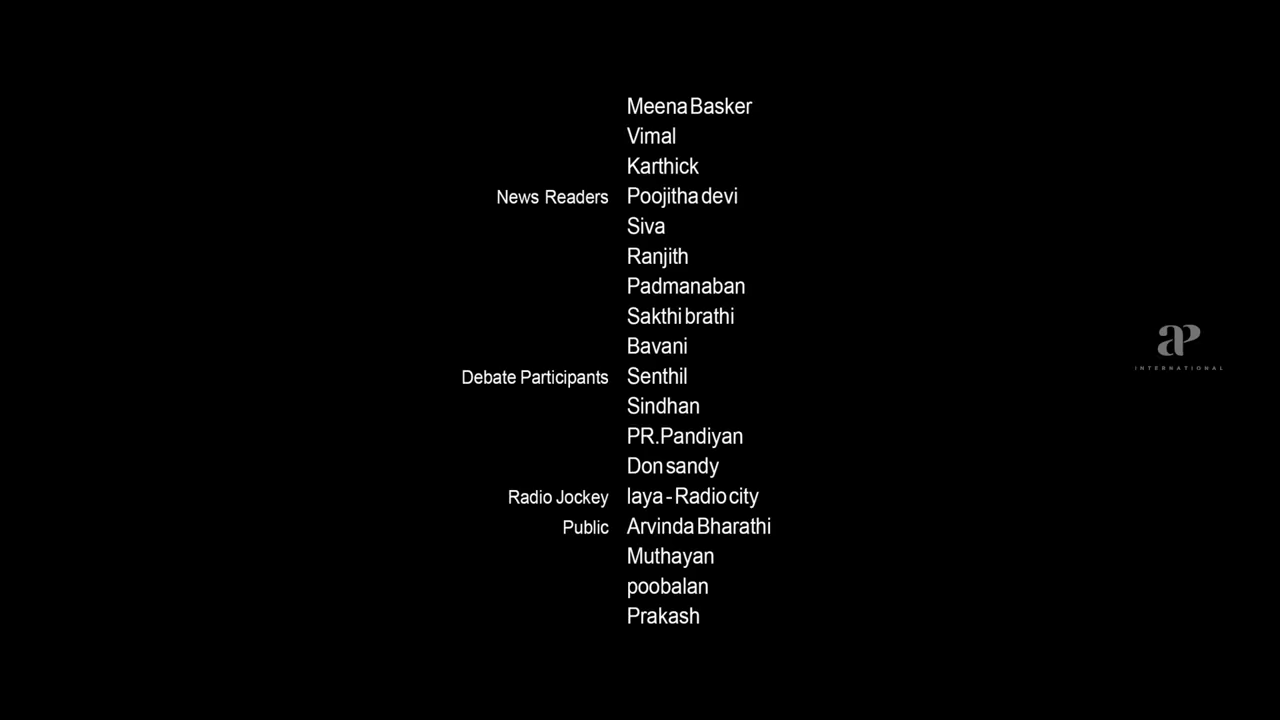 Meena Basker
Vimal
Karthick
News Readers Poojitha devi
Siva
Ranjith
Padmanaban
Sakthi brathi
Bavani
Debate Participants Senthil
Sindhan
PR.Pandiyan
Don sandy
Radio Jockey laya - Radio city
Public Arvinda Bharathi
Muthayan
poobalan
Prakash
aP
INTERNATIONAL